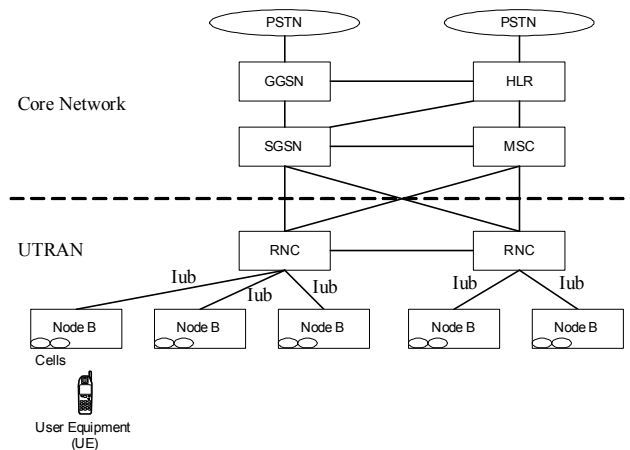 PSTN
PSTN
GGSN
HLR
Core Network
SGSN
MSC
UTRAN
RNC
RNC
Iub
Iub
Iub
Iub
Iub
Node B
Node B
Node B
Node B
Node B
Cells
User Equipment
(UE)